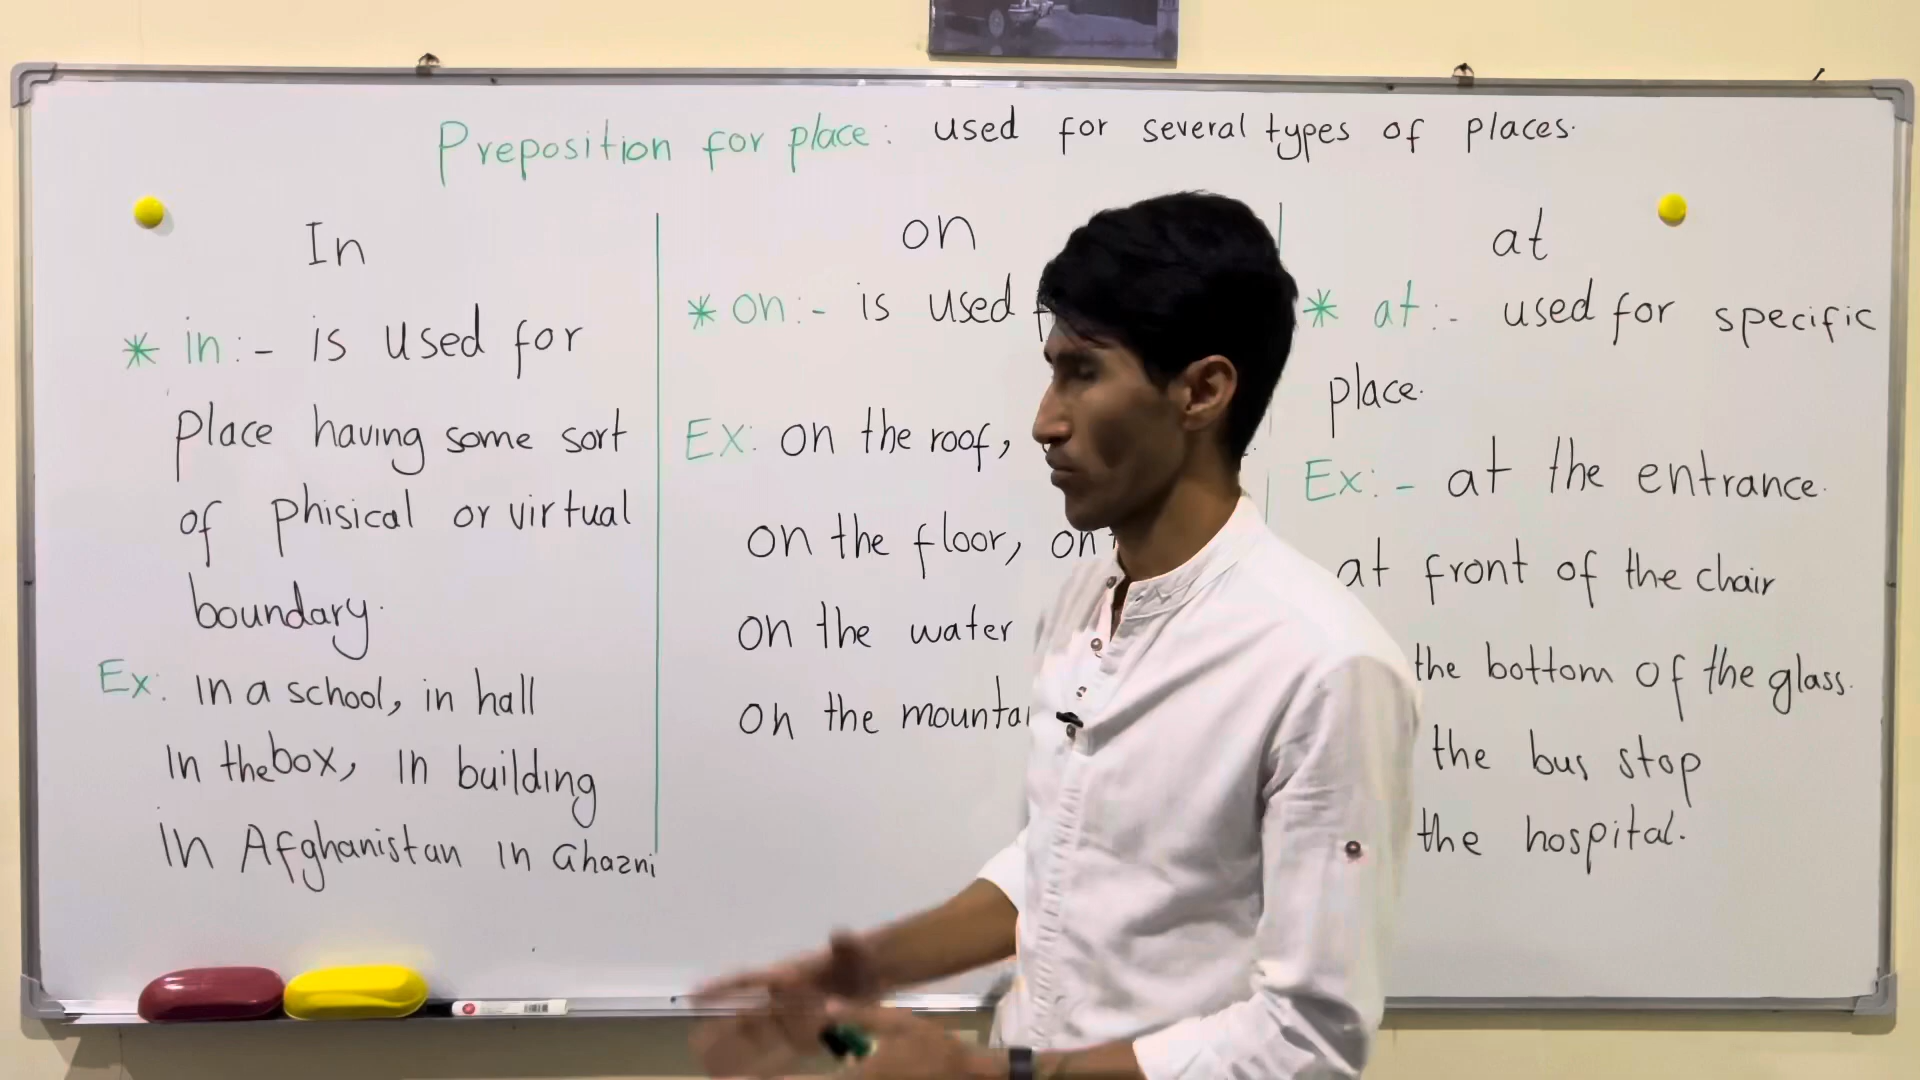 Preposition for place: used for several types of places.
In
* in:- is used for
place having some sort
of phisical or virtual
boundary.
Ex: in a school, in hall
in the box, in building
in Afghanistan in Ghazni
on
* on:- is used
Ex: on the roof,
on the floor, on
on the water
on the
at
* at:- used for specific
place.
Ex:- at the entrance.
at front of the chair
the bottom of the glass.
the bus stop
the hospital.